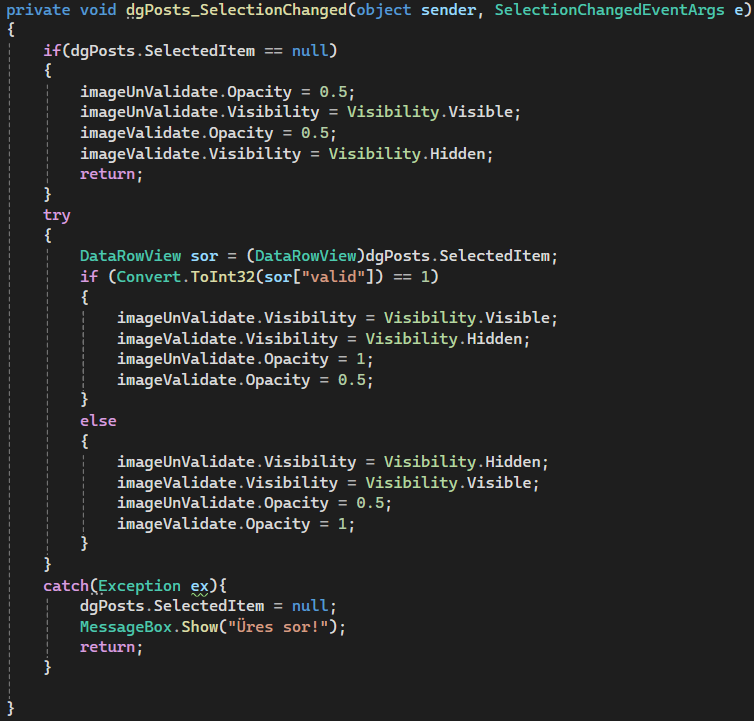 private void dgPosts_SelectionChanged(object sender, SelectionChangedEventArgs e)
{
    if(dgPosts.SelectedItem == null)
    {
        imageUnValidate.Opacity = 0.5;
        imageUnValidate.Visibility = Visibility.Visible;
        imageValidate.Opacity = 0.5;
        imageValidate.Visibility = Visibility.Hidden;
        return;
    }
    try
    {
        DataRowView sor = (DataRowView)dgPosts.SelectedItem;
        if (Convert.ToInt32(sor["valid"]) == 1)
        {
            imageUnValidate.Visibility = Visibility.Visible;
            imageValidate.Visibility = Visibility.Hidden;
            imageUnValidate.Opacity = 1;
            imageValidate.Opacity = 0.5;
        }
        else
        {
            imageUnValidate.Visibility = Visibility.Hidden;
            imageValidate.Visibility = Visibility.Visible;
            imageUnValidate.Opacity = 0.5;
            imageValidate.Opacity = 1;
        }
    }
    catch(Exception ex){
        dgPosts.SelectedItem = null;
        MessageBox.Show("Üres sor!");
        return;
    }
}